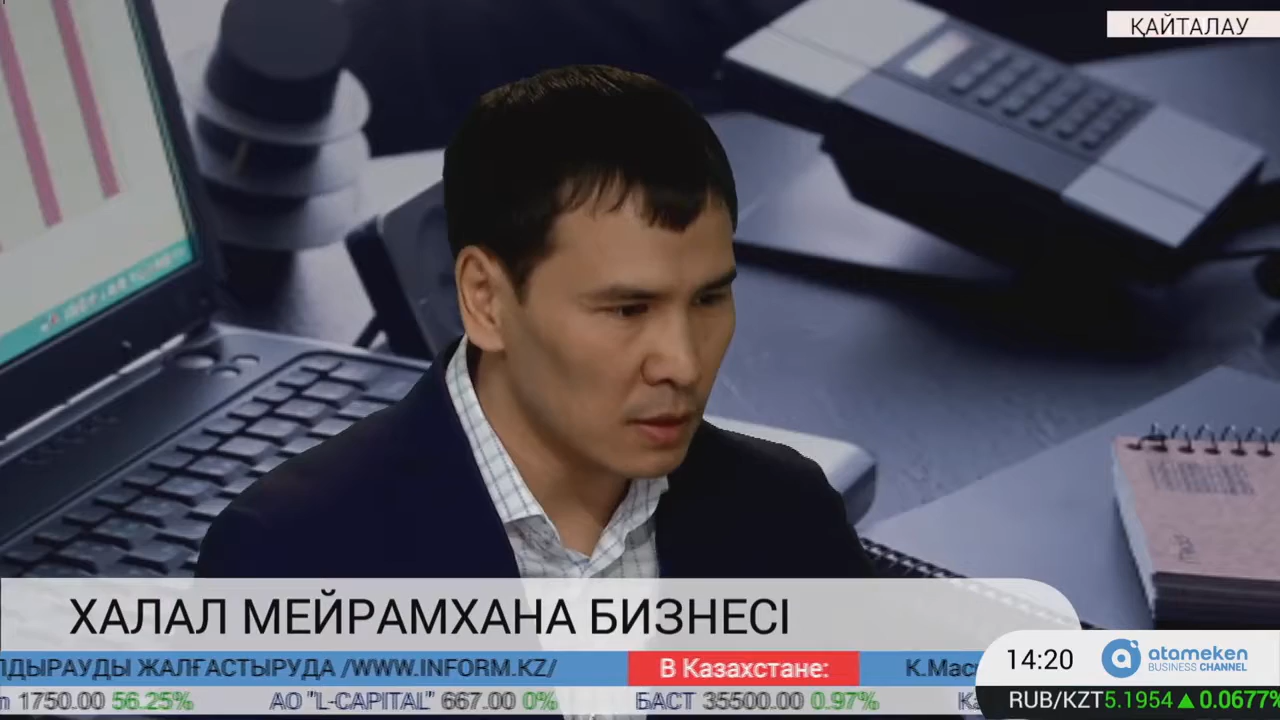 ҚАЙТАЛАУ
ХАЛАЛ МЕЙРАМХАНА БИЗНЕСІ
ЛДЫРАУДЫ ЖАЛҒАСТЫРУДА /WWW.INFORM.KZ/ В Казахстане: К.Мас
14:20 atameken
BUSINESS CHANNEL
1750.00 56.25% АО "L-CAPITAL" 667.00 0% БАСТ 35500.00 0.97% RUB/KZT 5.1954 ▲ 0.0677%